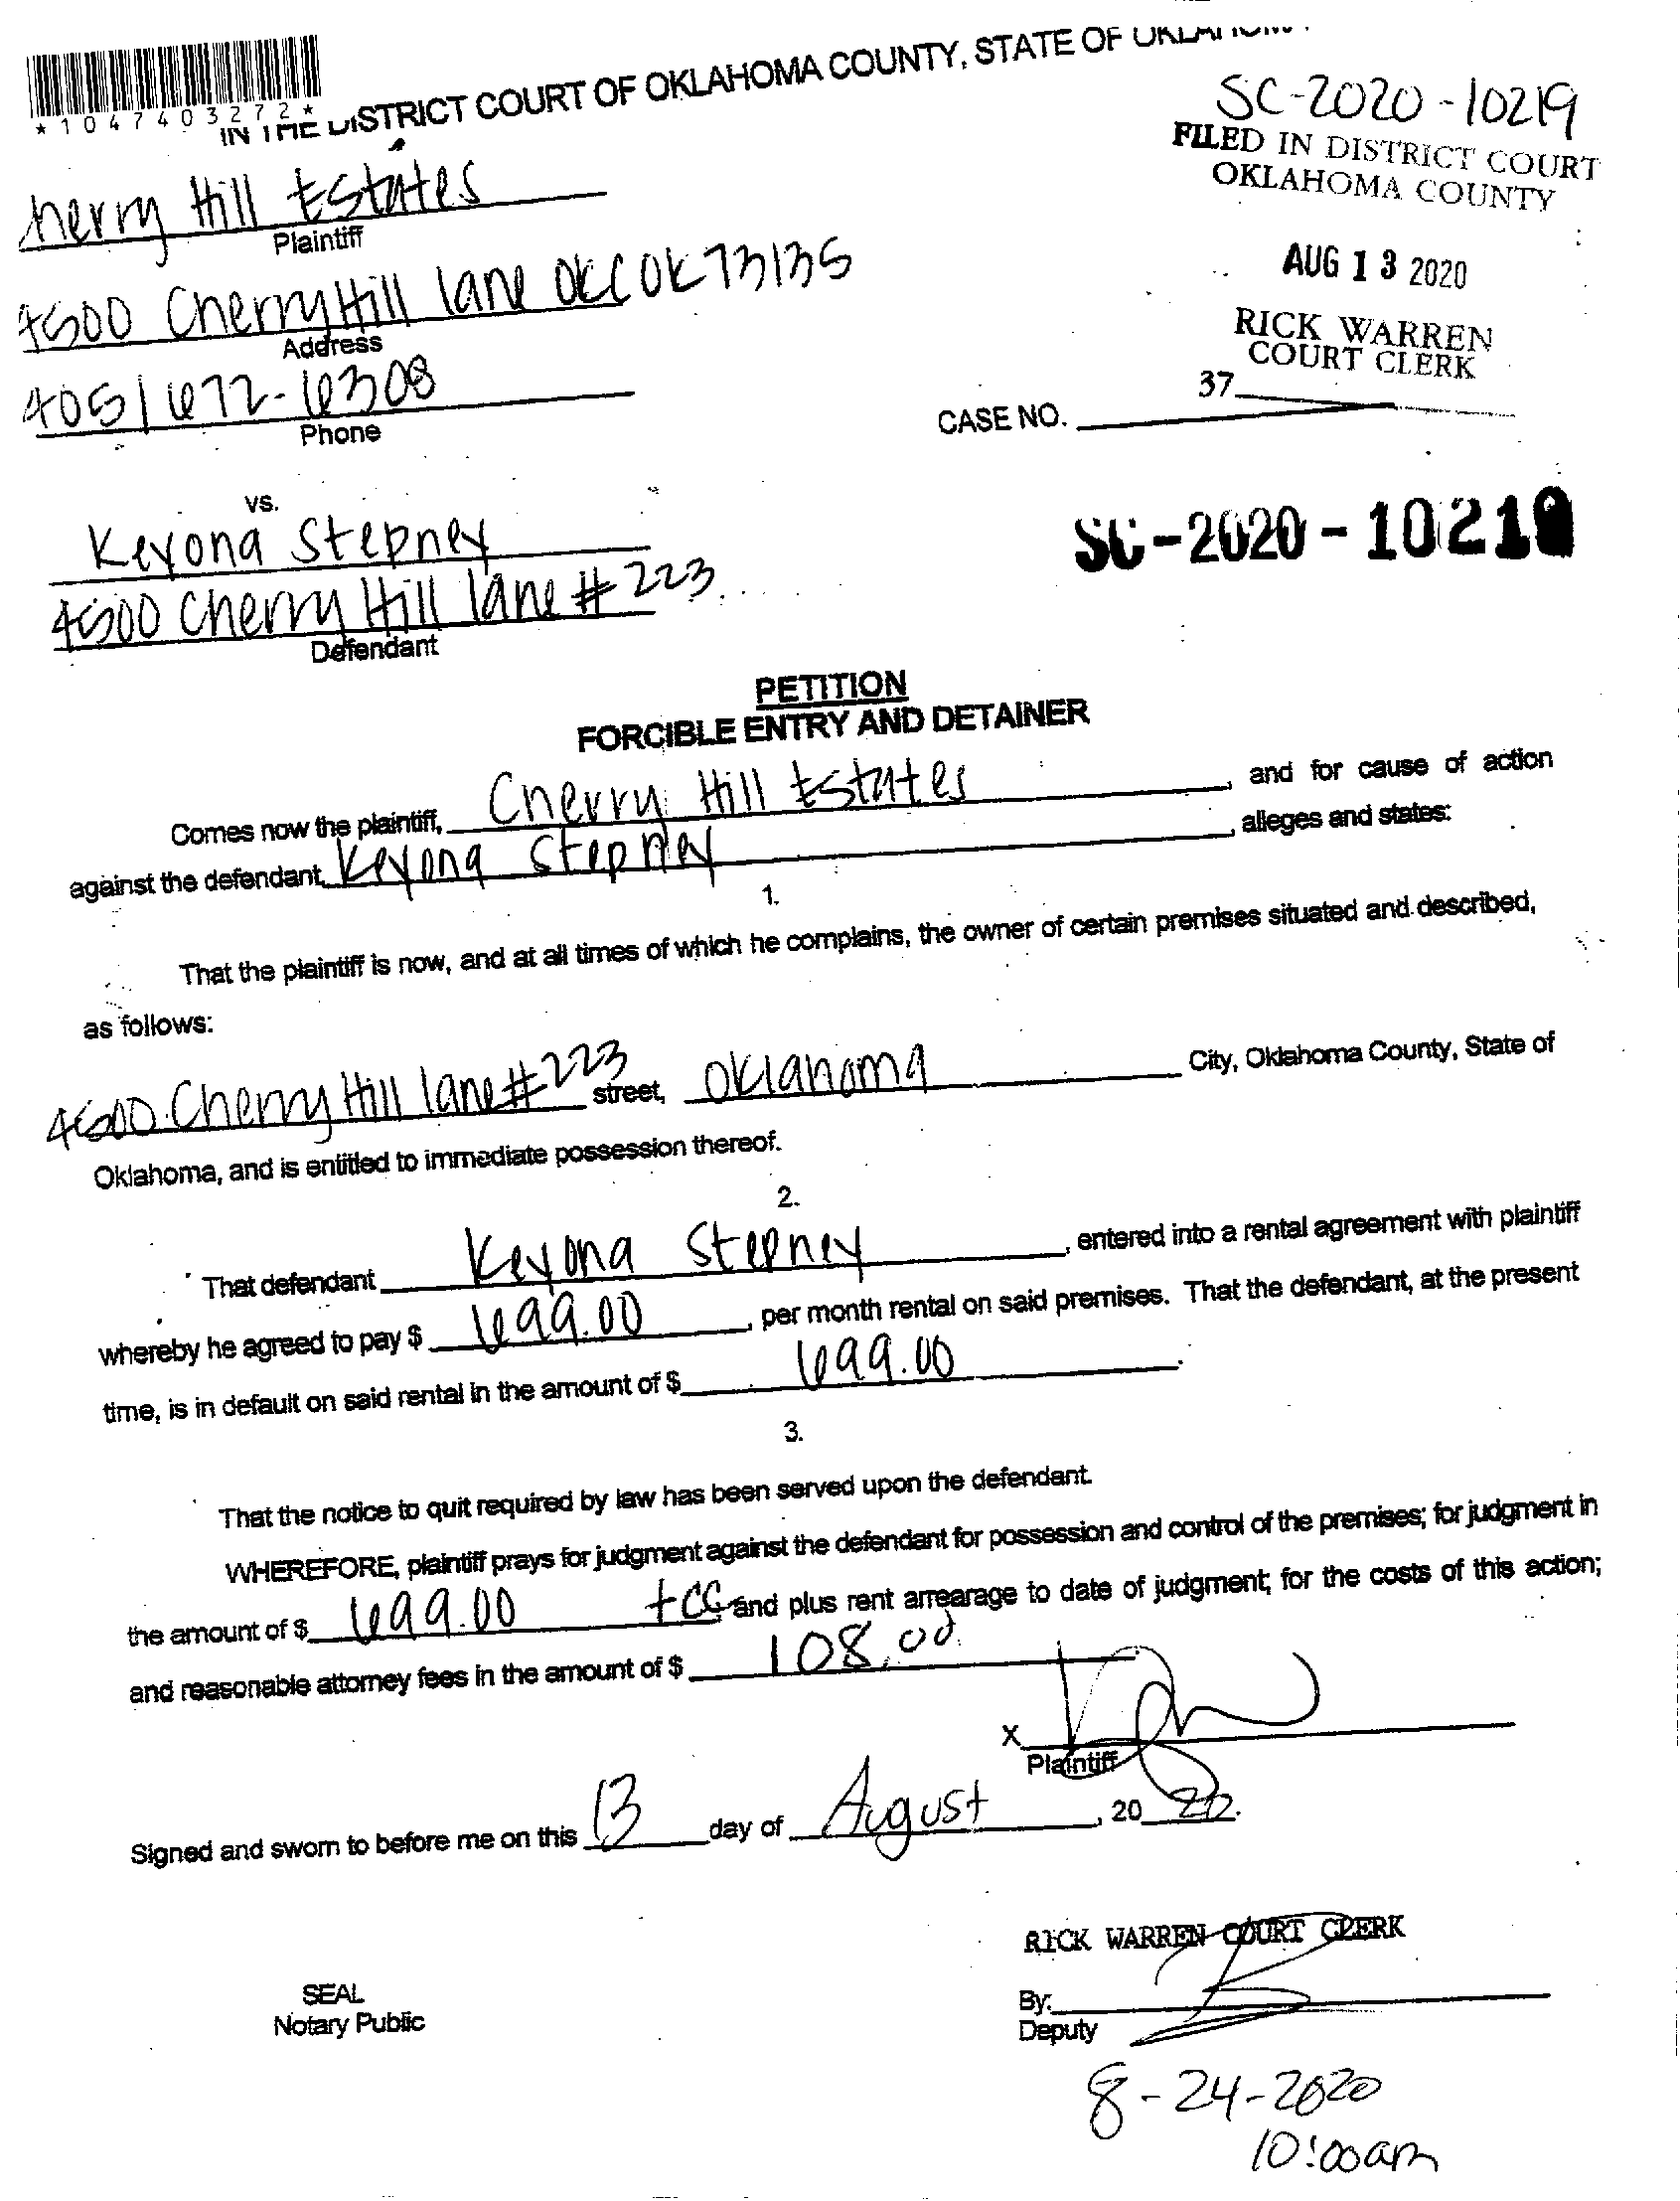 *1047403272*
IN THE DISTRICT COURT OF OKLAHOMA COUNTY, STATE OF
SC-2020-10219
FILED IN DISTRICT COURT
OKLAHOMA COUNTY
AUG 13 2020
RICK WARREN
COURT CLERK
37
herry Hill Estates
Plaintiff
4500 Cherry Hill lane OKC OK 73135
Address
405/672-6308
Phone
CASE NO.
vs.
Keyona Stepney
4500 Cherry Hill lane # 223
Defendant
SC-2020-10219
PETITION
FORCIBLE ENTRY AND DETAINER
Comes now the plaintiff, Cherry Hill Estates, and for cause of action
against the defendant, Keyona Stepney, alleges and states:
1.
That the plaintiff is now, and at all times of which he complains, the owner of certain premises situated and described,
as follows:
4500 Cherry Hill lane # 223 street, Oklahoma City, Oklahoma County, State of
Oklahoma, and is entitled to immediate possession thereof.
2.
That defendant Keyona Stepney, entered into a rental agreement with plaintiff
whereby he agreed to pay $ 699.00, per month rental on said premises. That the defendant, at the present
time, is in default on said rental in the amount of $ 699.00.
3.
That the notice to quit required by law has been served upon the defendant.
WHEREFORE, plaintiff prays for judgment against the defendant for possession and control of the premises; for judgment in
the amount of $ 699.00 +CC and plus rent arrearage to date of judgment; for the costs of this action;
and reasonable attorney fees in the amount of $ 108.00.
X
Plaintiff
Signed and sworn to before me on this 13 day of August, 2020.
RICK WARREN COURT CLERK
SEAL
Notary Public
By:
Deputy
8-24-2020
10:00am